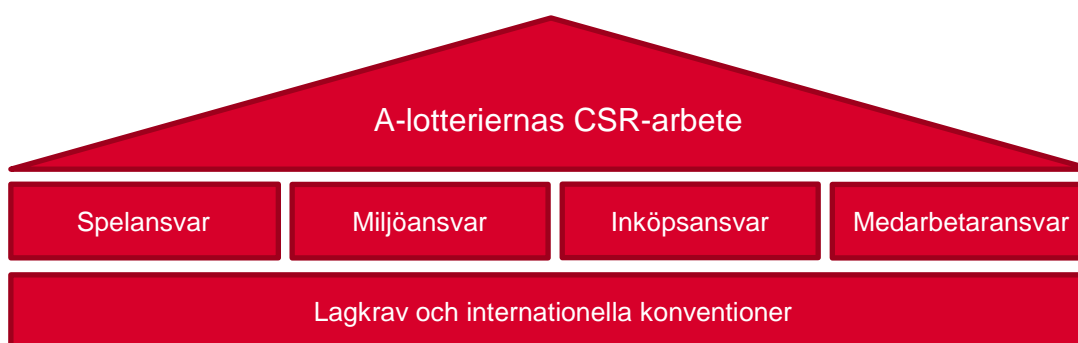 A-lotteriernas CSR-arbete
Spelansvar
Miljöansvar
Inköpsansvar
Medarbetaransvar
Lagkrav och internationella konventioner